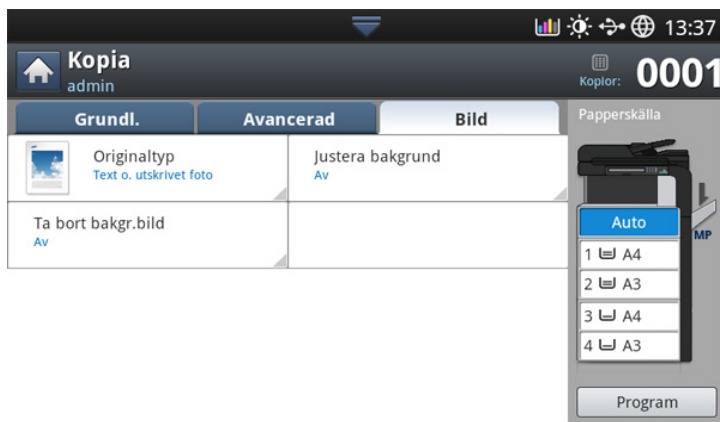 13:37
Kopia
admin
Koplor: 0001
Grundl. Avancerad Bild
Papperskälla
Originaltyp
Text o. utskrivet foto
Justera bakgrund
Av
Ta bort bakgr.bild
Av
Auto
MP
1 A4
2 A3
3 A4
4 A3
Program